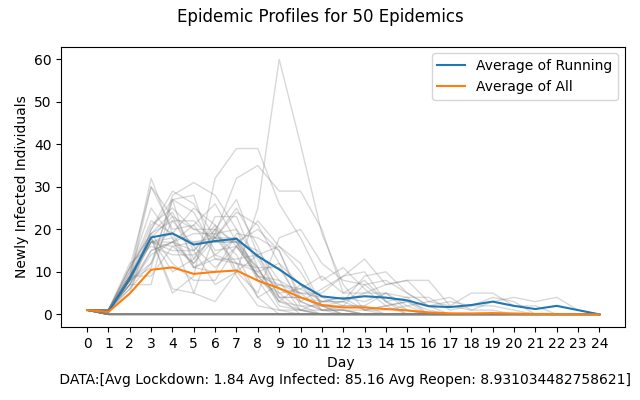 Epidemic Profiles for 50 Epidemics
60
50
40
30
20
10
0
Newly Infected Individuals
Average of Running
Average of All
0 1 2 3 4 5 6 7 8 9 10 11 12 13 14 15 16 17 18 19 20 21 22 23 24
Day
DATA:[Avg Lockdown: 1.84 Avg Infected: 85.16 Avg Reopen: 8.931034482758621]